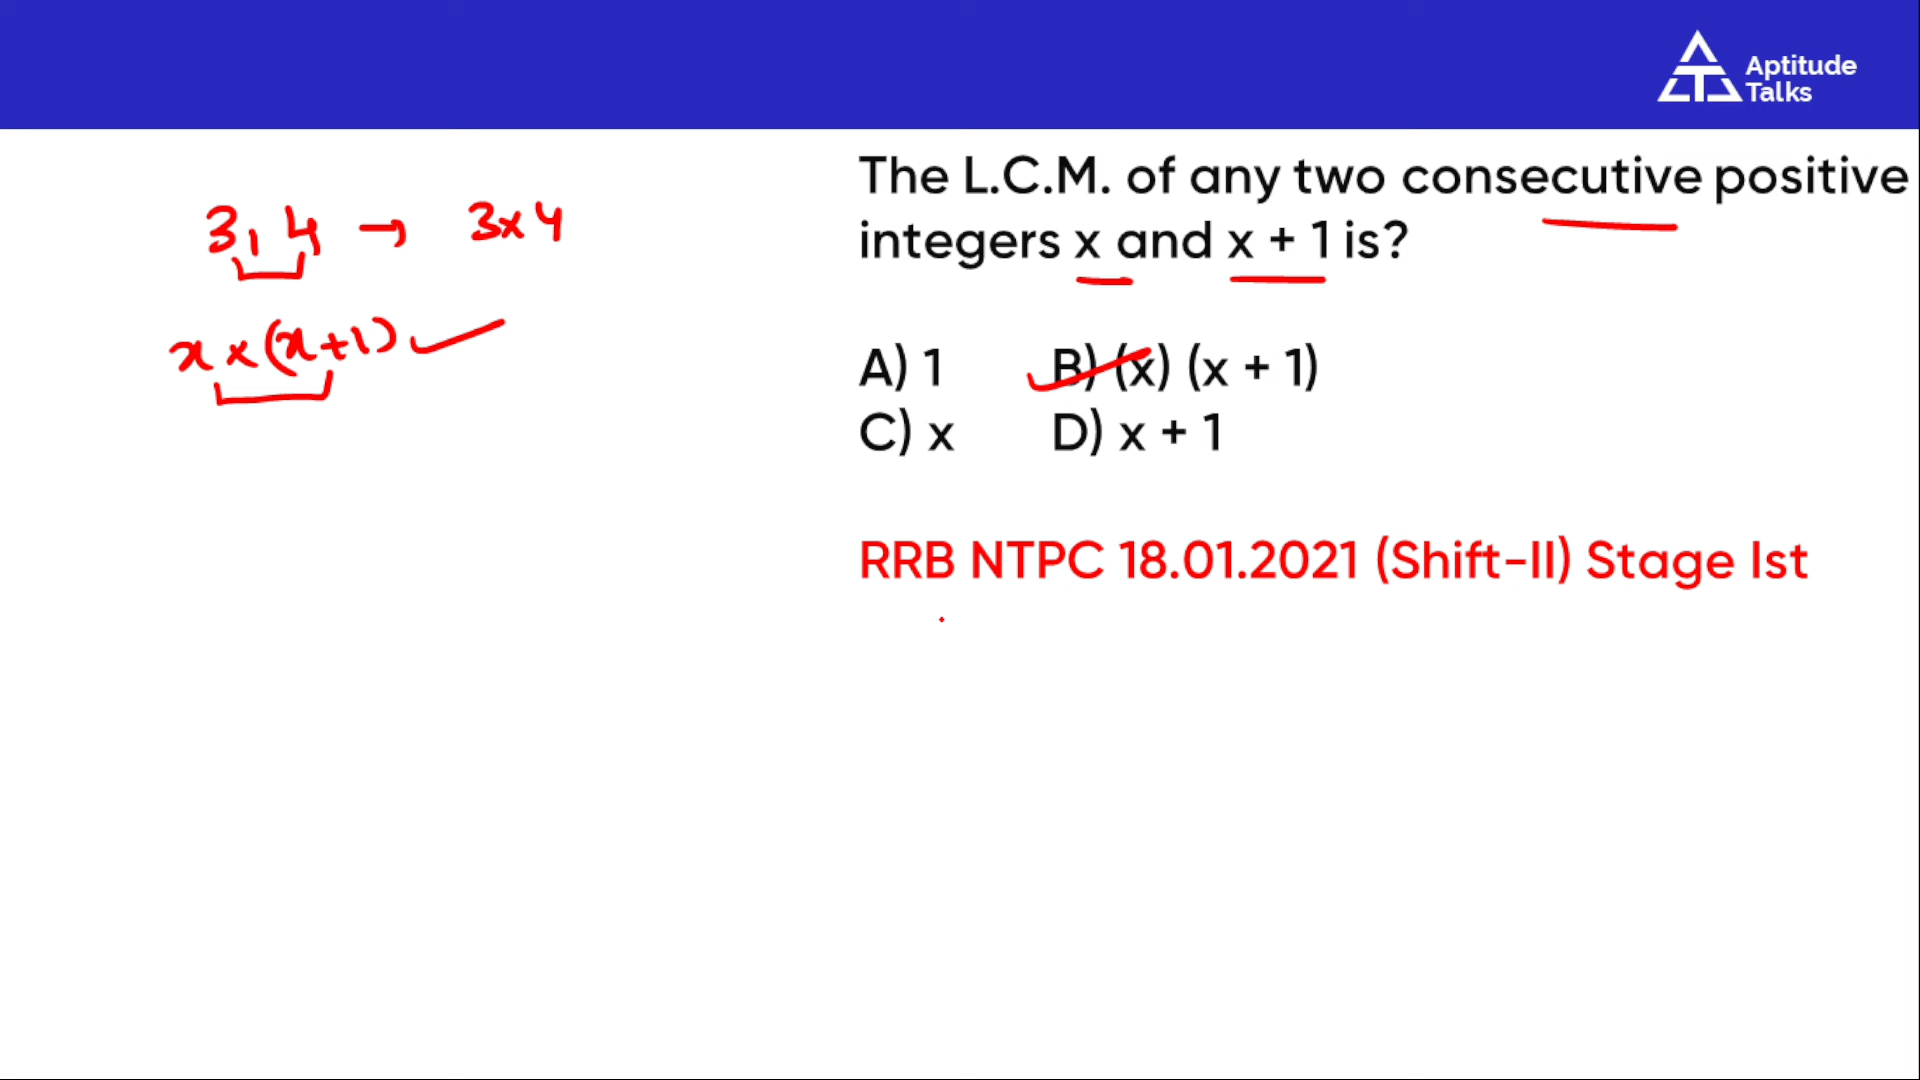 Aptitude
Talks
The L.C.M. of any two consecutive positive
integers x and x + 1 is?
A) 1 B) (x) (x + 1)
C) x D) x + 1
RRB NTPC 18.01.2021 (Shift-II) Stage Ist
3, 4 → 3x4
x × (x+1)